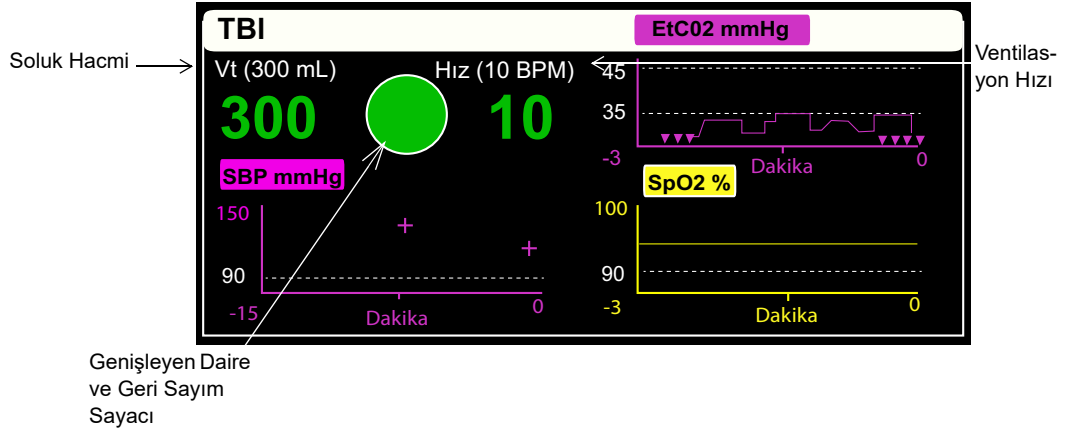 TBI
EtC02 mmHg
Soluk Hacmi
Vt (300 mL)
Hız (10 BPM)
Ventilas-
yon Hızı
300
10
45
35
-3
Dakika
0
SBP mmHg
150
90
-15
Dakika
0
SpO2 %
100
90
-3
Dakika
0
Genişleyen Daire
ve Geri Sayım
Sayacı